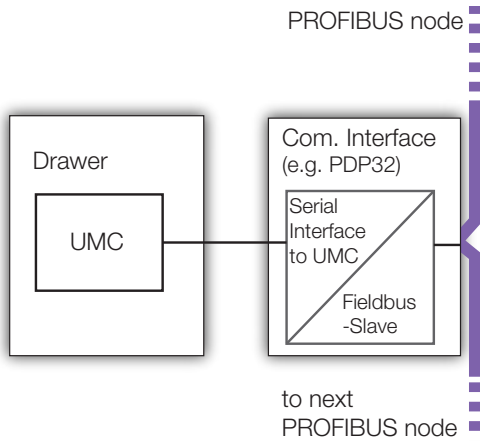 PROFIBUS node
Drawer
UMC
Com. Interface
(e.g. PDP32)
Serial
Interface
to UMC
Fieldbus
-Slave
to next
PROFIBUS node